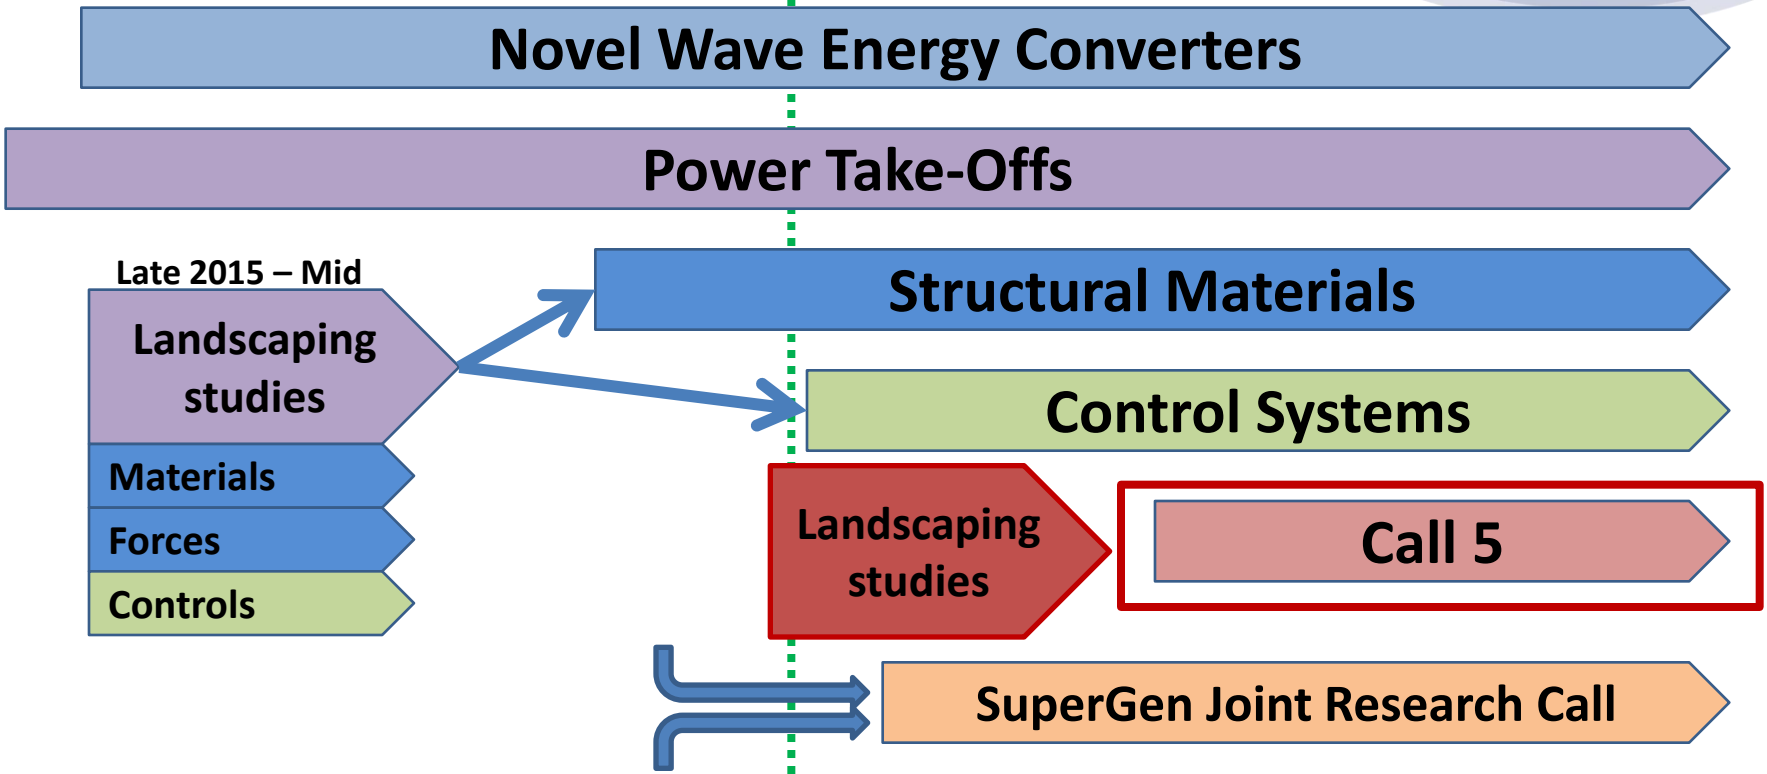 Novel Wave Energy Converters
Power Take-Offs
Late 2015 – Mid
Structural Materials
Landscaping
studies
Control Systems
Materials
Forces
Controls
Landscaping
studies
Call 5
SuperGen Joint Research Call